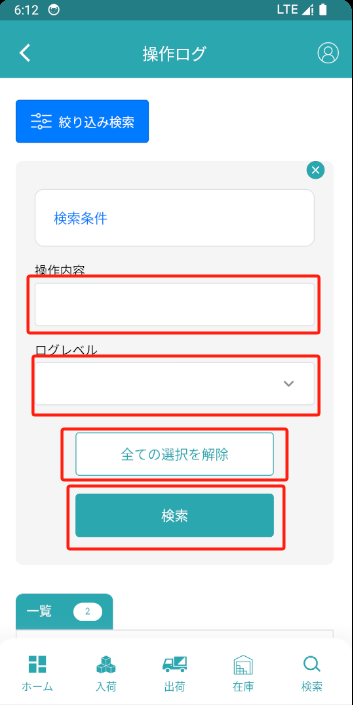 6:12 LTE
操作ログ
絞り込み検索
検索条件
操作内容
ログレベル
全ての選択を解除
検索
一覧 2
ホーム 入荷 出荷 在庫 検索